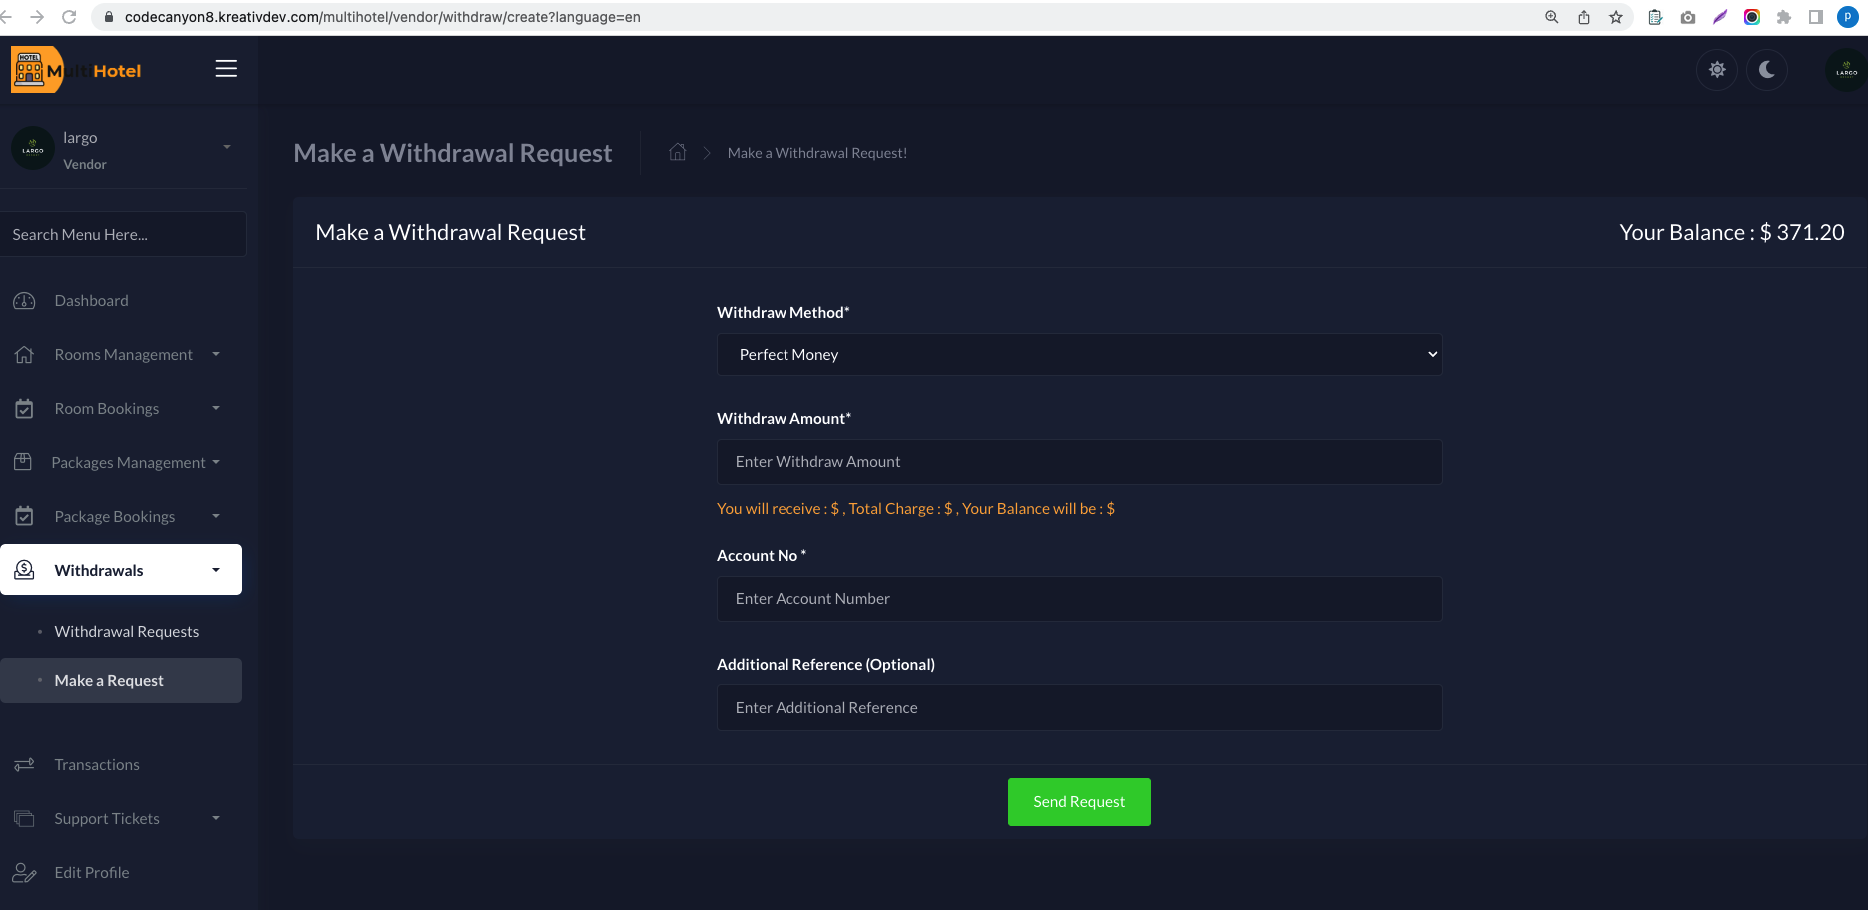 codecanyon8.kreativdev.com/multihotel/vendor/withdraw/create?language=en
p
HOTEL
MultiHotel
LARGO
LARGO
largo
Vendor
Search Menu Here...
Dashboard
Rooms Management
Room Bookings
Packages Management
Package Bookings
Withdrawals
Withdrawal Requests
Make a Request
Transactions
Support Tickets
Edit Profile
Make a Withdrawal Request
Make a Withdrawal Request!
Make a Withdrawal Request
Your Balance : $ 371.20
Withdraw Method*
Perfect Money
Withdraw Amount*
Enter Withdraw Amount
You will receive : $ , Total Charge : $ , Your Balance will be : $
Account No *
Enter Account Number
Additional Reference (Optional)
Enter Additional Reference
Send Request